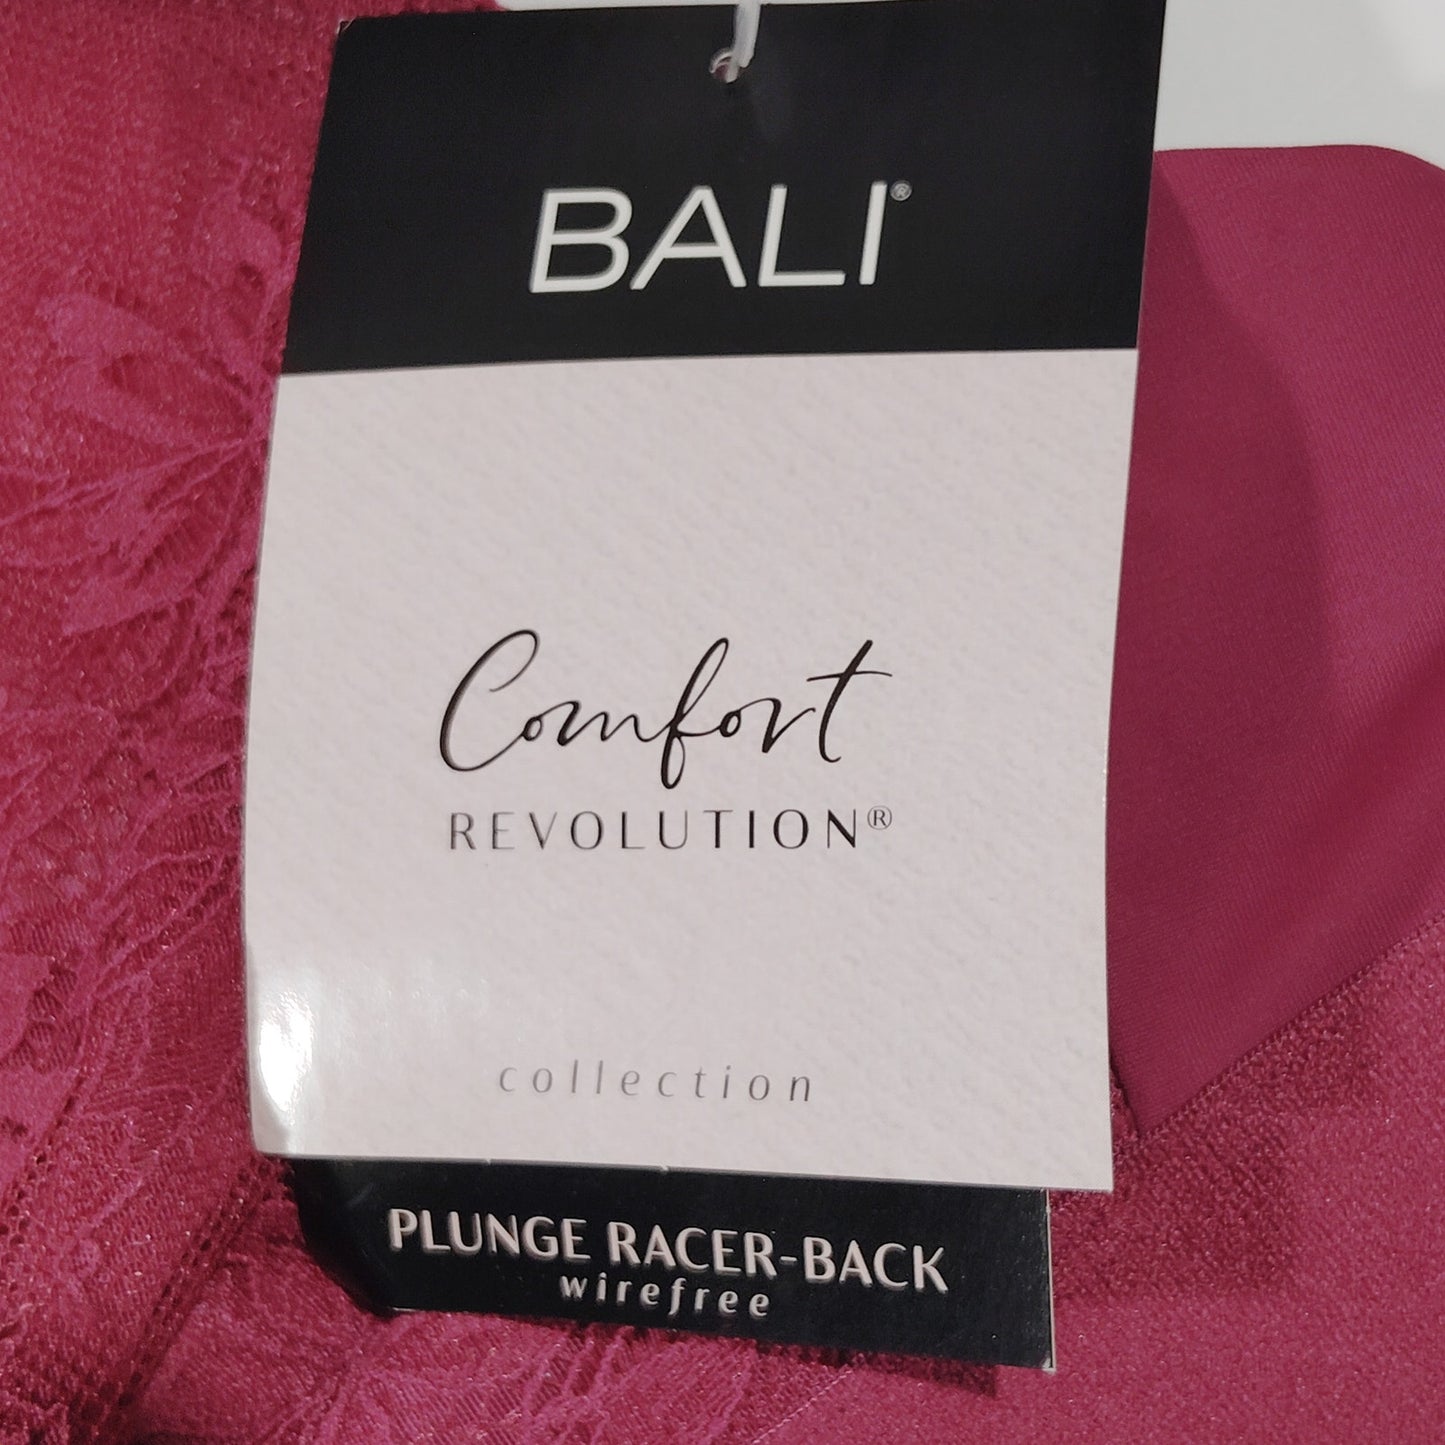 BALI®
Comfort
REVOLUTION®
collection
PLUNGE RACER-BACK
wirefree